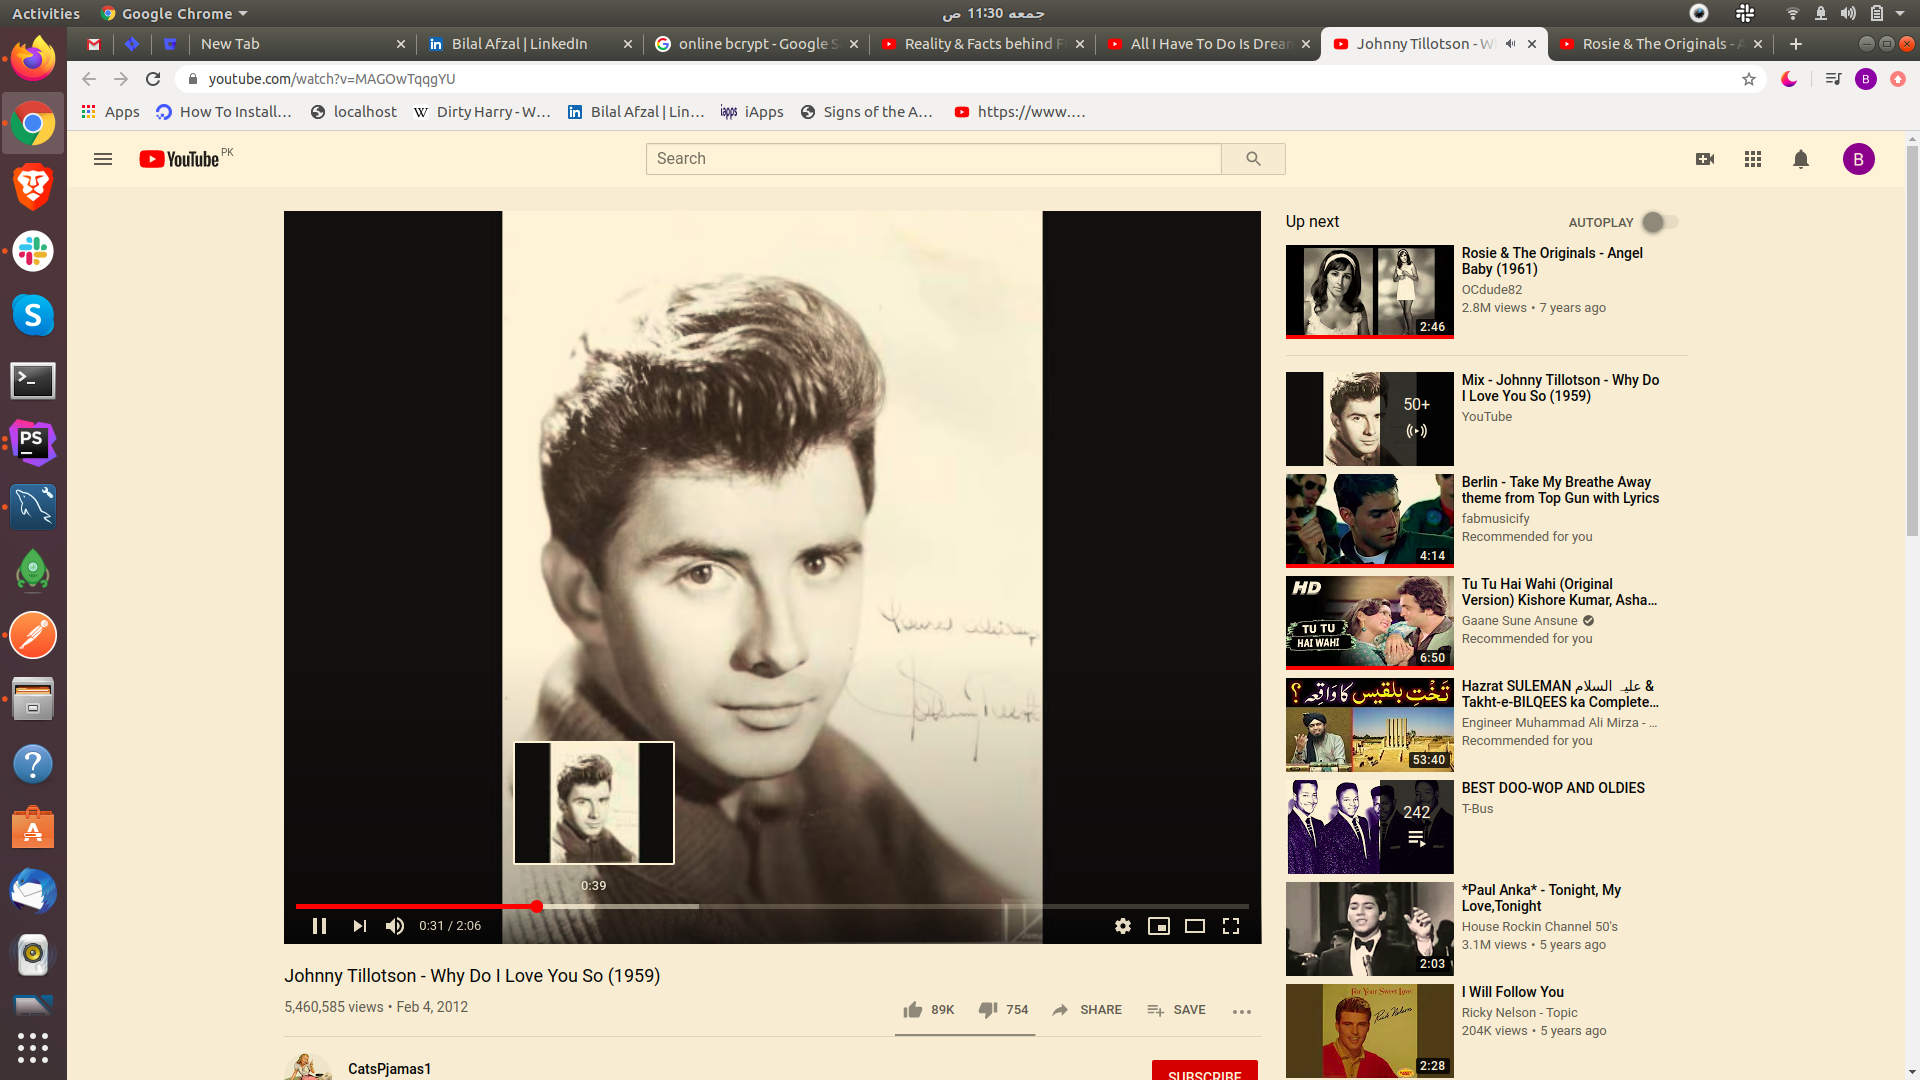 Activities
Google Chrome
جمعه 11:30 ص
New Tab
Bilal Afzal | LinkedIn
online bcrypt - Google S
Reality & Facts behind F
All I Have To Do Is Drean
Johnny Tillotson - W
Rosie & The Originals - A
youtube.com/watch?v=MAGOwTqqgYU
B
Apps
How To Install...
localhost
W
Dirty Harry - W...
Bilal Afzal | Lin...
iapps
iApps
Signs of the A...
https://www....
YouTube PK
Search
B
PS
Up next
AUTOPLAY
Rosie & The Originals - Angel
Baby (1961)
OCdude82
2.8M views • 7 years ago
2:46
Mix - Johnny Tillotson - Why Do
I Love You So (1959)
YouTube
50+
Berlin - Take My Breathe Away
theme from Top Gun with Lyrics
fabmusicify
Recommended for you
4:14
HD
TU TU
HAI WAHI
6:50
Tu Tu Hai Wahi (Original
Version) Kishore Kumar, Asha...
Gaane Sune Ansune
Recommended for you
تختِ بلقیس کا واقعہ ؟
53:40
Hazrat SULEMAN علیہ السلام &
Takht-e-BILQEES ka Complete...
Engineer Muhammad Ali Mirza - ...
Recommended for you
BEST DOO-WOP AND OLDIES
T-Bus
242
*Paul Anka* - Tonight, My
Love,Tonight
House Rockin Channel 50's
3.1M views • 5 years ago
2:03
For Your Sweet Love
Rick Nelson
I Will Follow You
Ricky Nelson - Topic
204K views • 5 years ago
2:28
0:39
0:31 / 2:06
Johnny Tillotson - Why Do I Love You So (1959)
5,460,585 views • Feb 4, 2012
89K
754
SHARE
SAVE
CatsPjamas1
SUBSCRIBE